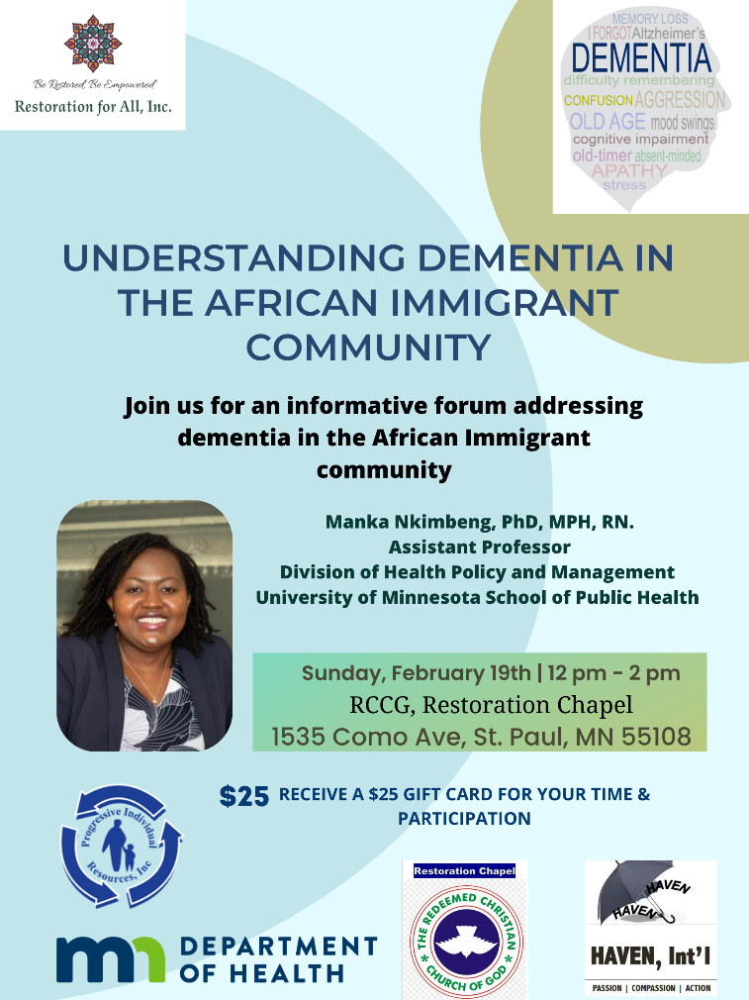 Be Restored, Be Empowered
Restoration for All, Inc.
MEMORY LOSS
I FORGOT Altzheimer's
DEMENTIA
difficulty remembering
CONFUSION AGGRESSION
OLD AGE mood swings
cognitive impairment
old-timer absent-minded
APATHY
stress
UNDERSTANDING DEMENTIA IN
THE AFRICAN IMMIGRANT
COMMUNITY
Join us for an informative forum addressing
dementia in the African Immigrant
community
Manka Nkimbeng, PhD, MPH, RN.
Assistant Professor
Division of Health Policy and Management
University of Minnesota School of Public Health
Sunday, February 19th | 12 pm - 2 pm
RCCG, Restoration Chapel
1535 Como Ave, St. Paul, MN 55108
$25 RECEIVE A $25 GIFT CARD FOR YOUR TIME &
PARTICIPATION
Progressive Individual
Resources, Inc
mn DEPARTMENT
OF HEALTH
Restoration Chapel
THE REDEEMED CHRISTIAN
CHURCH OF GOD
HAVEN
HAVEN
HAVEN, Int'l
PASSION | COMPASSION | ACTION